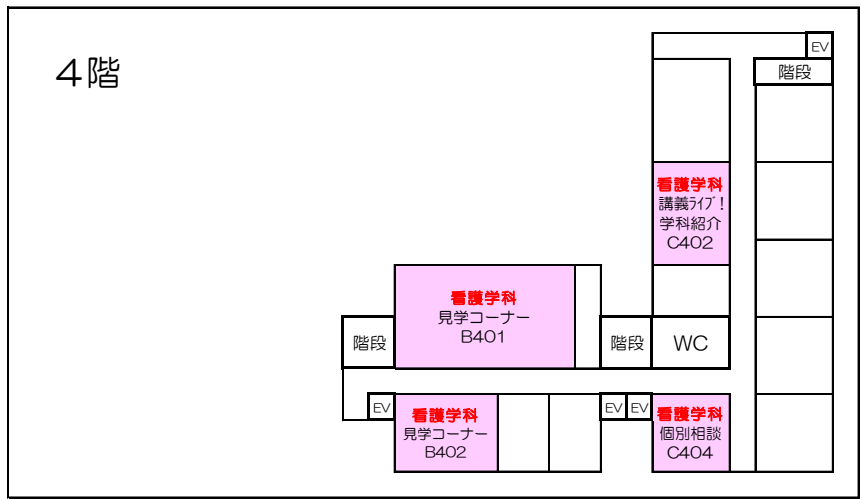 ４階
EV
階段
看護学科
講義ﾗｲﾌﾞ！
学科紹介
C402
看護学科
見学コーナー
B401
階段
階段
WC
EV
看護学科
見学コーナー
B402
EV
EV
看護学科
個別相談
C404